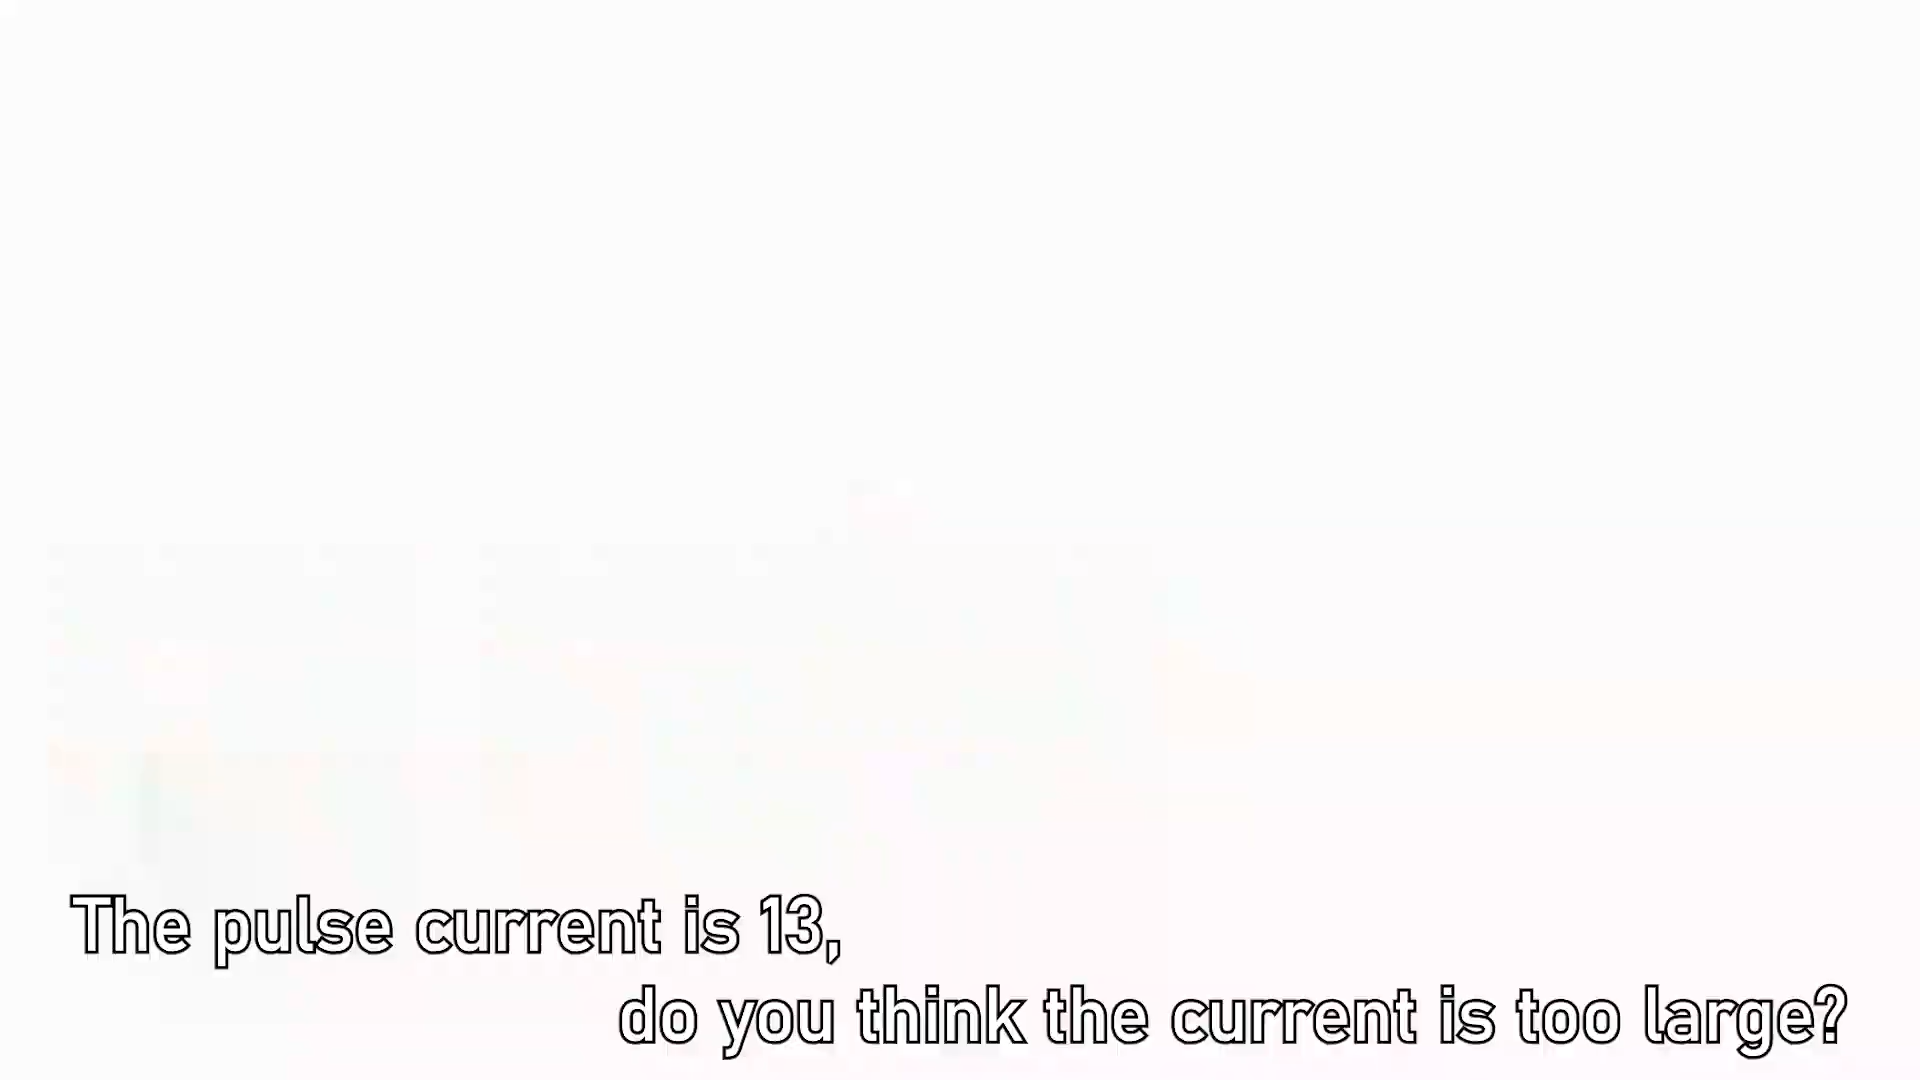 The pulse current is 13,
do you think the current is too large?